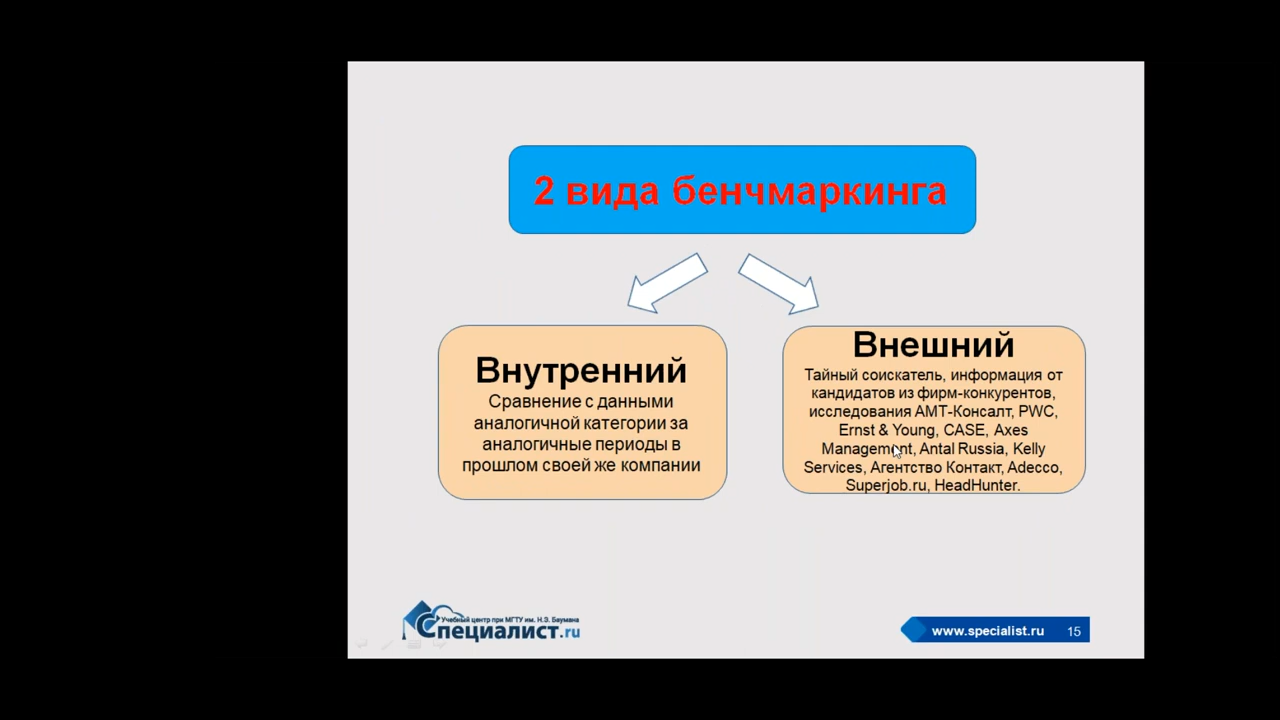 2 вида бенчмаркинга
Внутренний
Сравнение с данными
аналогичной категории за
аналогичные периоды в
прошлом своей же компании
Внешний
Тайный соискатель, информация от
кандидатов из фирм-конкурентов,
исследования АМТ-Консалт, PWC,
Ernst & Young, CASE, Axes
Management, Antal Russia, Kelly
Services, Агентство Контакт, Adecco,
Superjob.ru, HeadHunter.
Учебный центр при МГТУ им. Н.Э. Баумана
Специалист.ru
www.specialist.ru 15